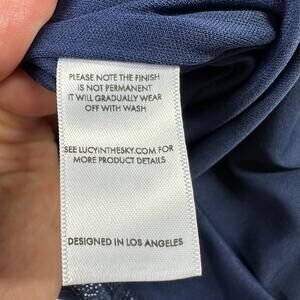 PLEASE NOTE THE FINISH
IS NOT PERMANENT
IT WILL GRADUALLY WEAR
OFF WITH WASH
SEE LUCYINTHESKY.COM FOR
MORE PRODUCT DETAILS
DESIGNED IN LOS ANGELES